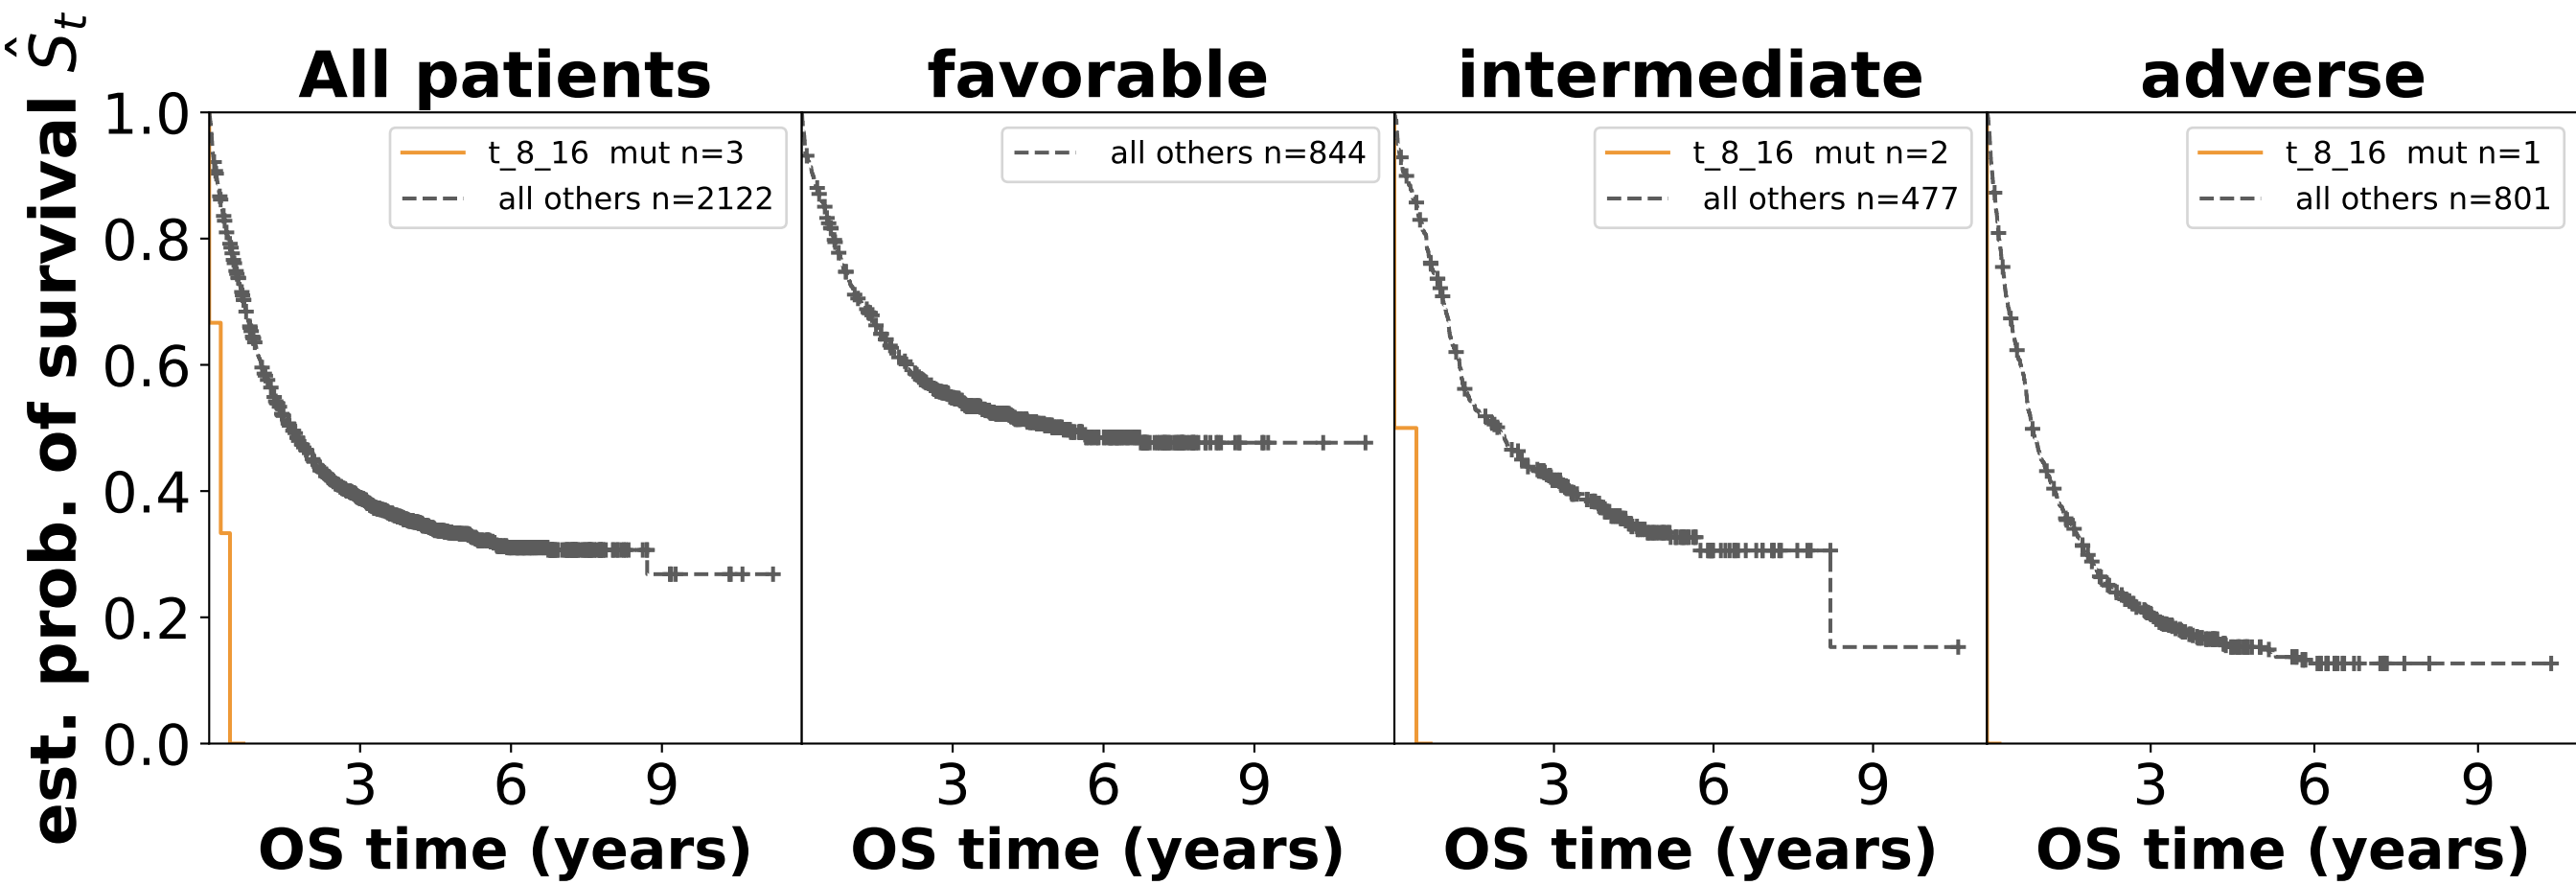 est. prob. of survival Ŝt
All patients
favorable
intermediate
adverse
1.0
0.8
0.6
0.4
0.2
0.0
t_8_16 mut n=3
all others n=2122
all others n=844
t_8_16 mut n=2
all others n=477
t_8_16 mut n=1
all others n=801
3 6 9
3 6 9
3 6 9
3 6 9
OS time (years)
OS time (years)
OS time (years)
OS time (years)